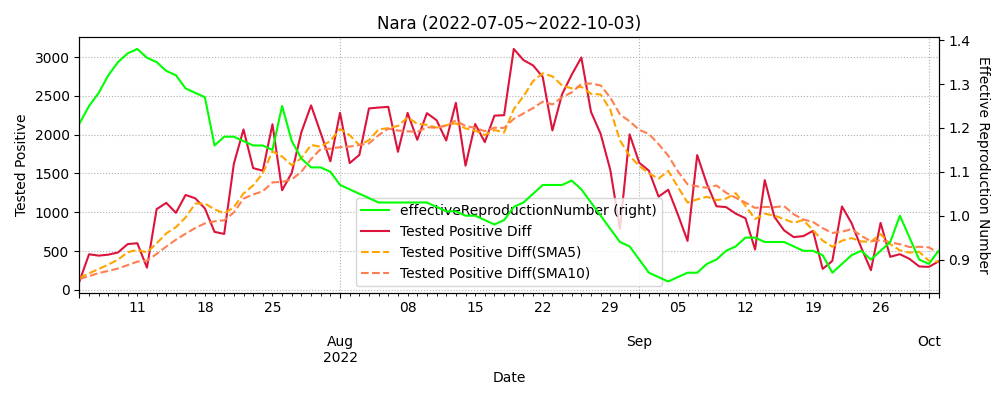 Nara (2022-07-05~2022-10-03)
3000
2500
2000
1500
1000
500
0
Tested Positive
1.4
1.3
1.2
1.1
1.0
0.9
Effective Reproduction Number
effectiveReproductionNumber (right)
Tested Positive Diff
Tested Positive Diff(SMA5)
Tested Positive Diff(SMA10)
11 18 25 08 15 22 29 05 12 19 26
Aug Sep Oct
2022
Date